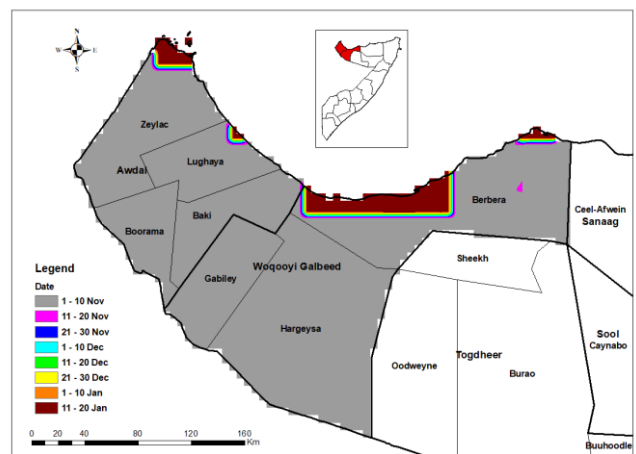 N
W E
S
Zeylac
Awdal
Lughaya
Boorama
Baki
Gabiley
Woqooyi Galbeed
Berbera
Ceel-Afwein
Sanaag
Sheekh
Hargeysa
Oodweyne
Togdheer
Burao
Sool
Caynabo
Buuhoodle
Legend
Date
1 - 10 Nov
11 - 20 Nov
21 - 30 Nov
1 - 10 Dec
11 - 20 Dec
21 - 30 Dec
1 - 10 Jan
11 - 20 Jan
0 20 40 80 120 160
Km